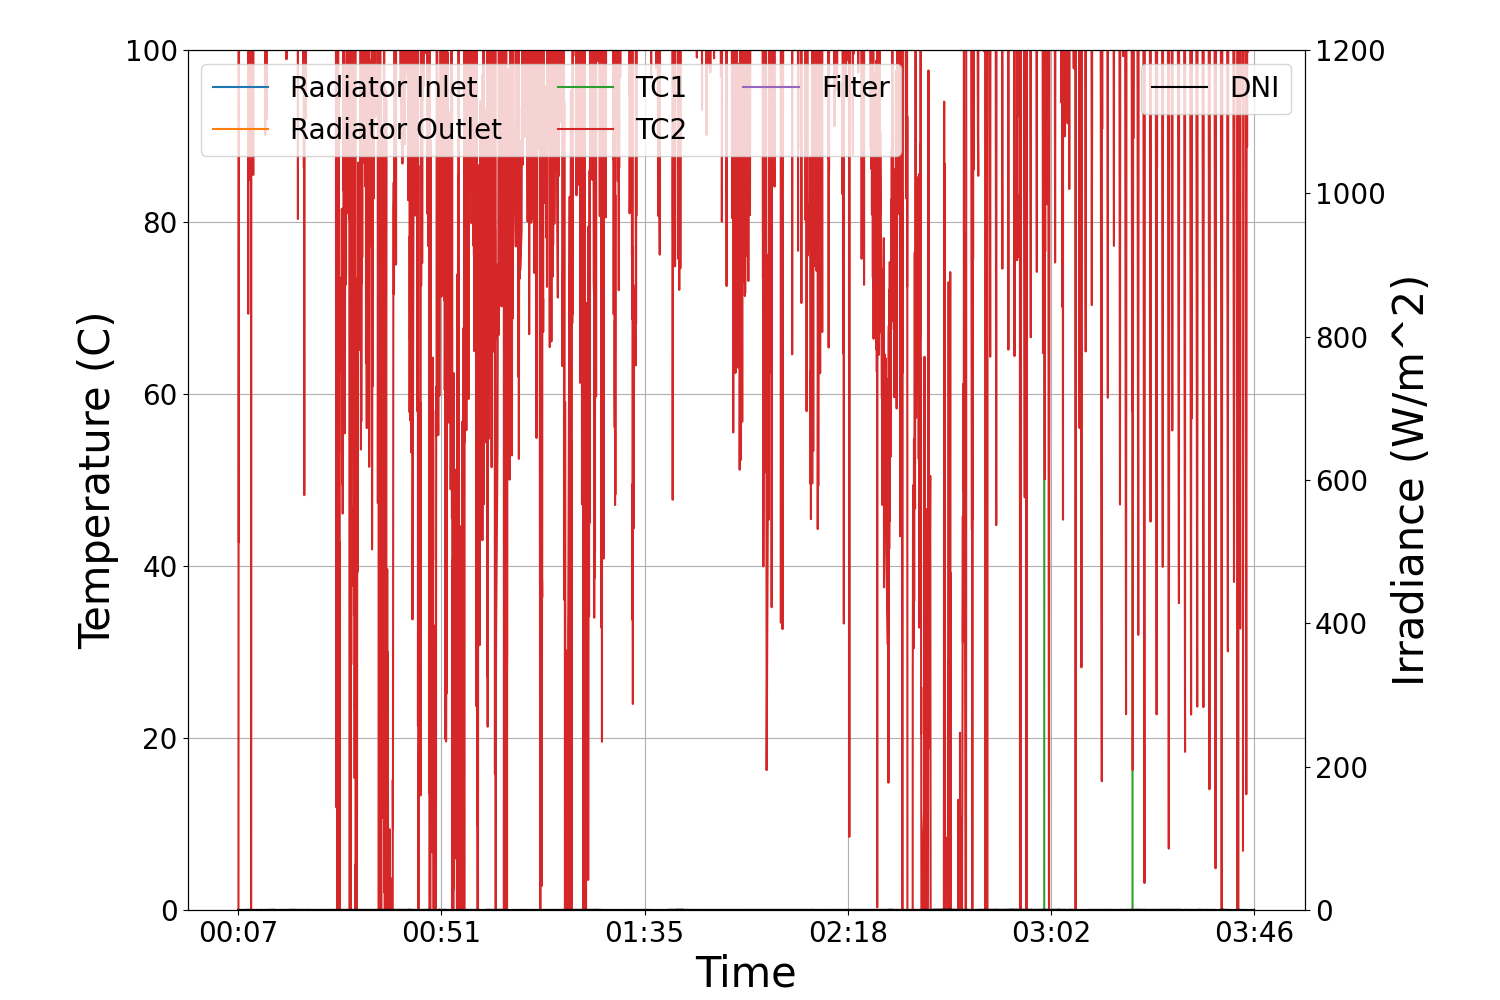 100
80
60
40
20
0
Temperature (C)
Radiator Inlet
Radiator Outlet
TC1
TC2
Filter
DNI
1200
1000
800
600
400
200
0
Irradiance (W/m^2)
00:07 00:51 01:35 02:18 03:02 03:46
Time